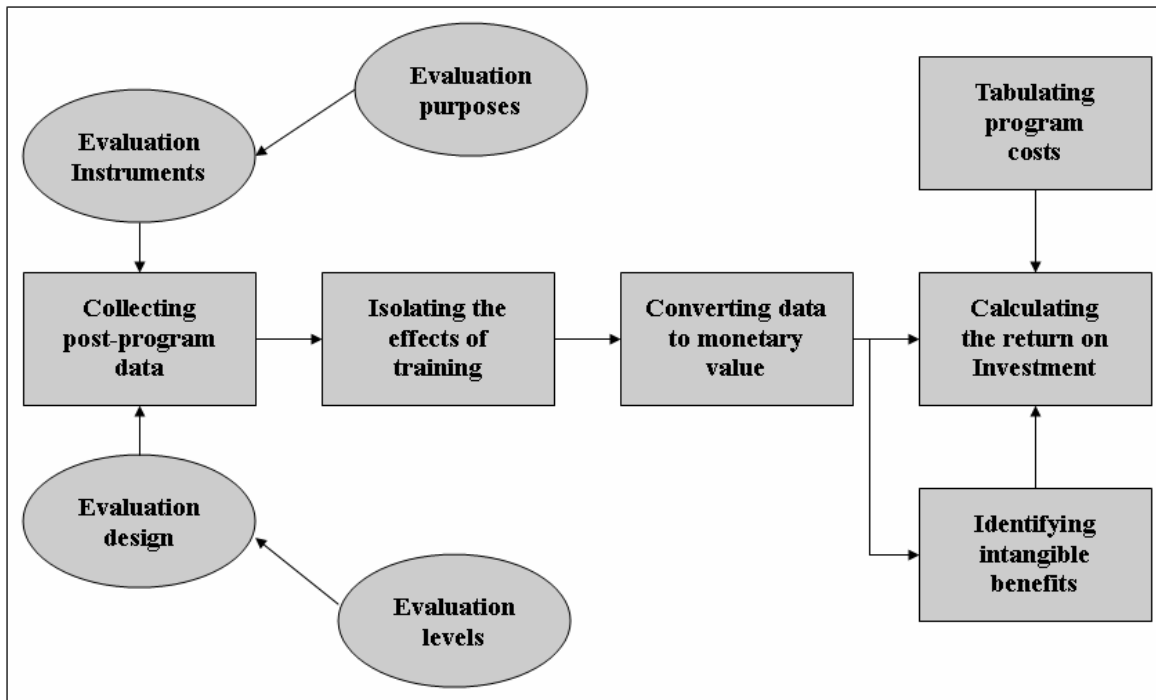 Evaluation
purposes
Evaluation
Instruments
Tabulating
program
costs
Collecting
post-program
data
Isolating the
effects of
training
Converting data
to monetary
value
Calculating
the return on
Investment
Evaluation
design
Identifying
intangible
benefits
Evaluation
levels